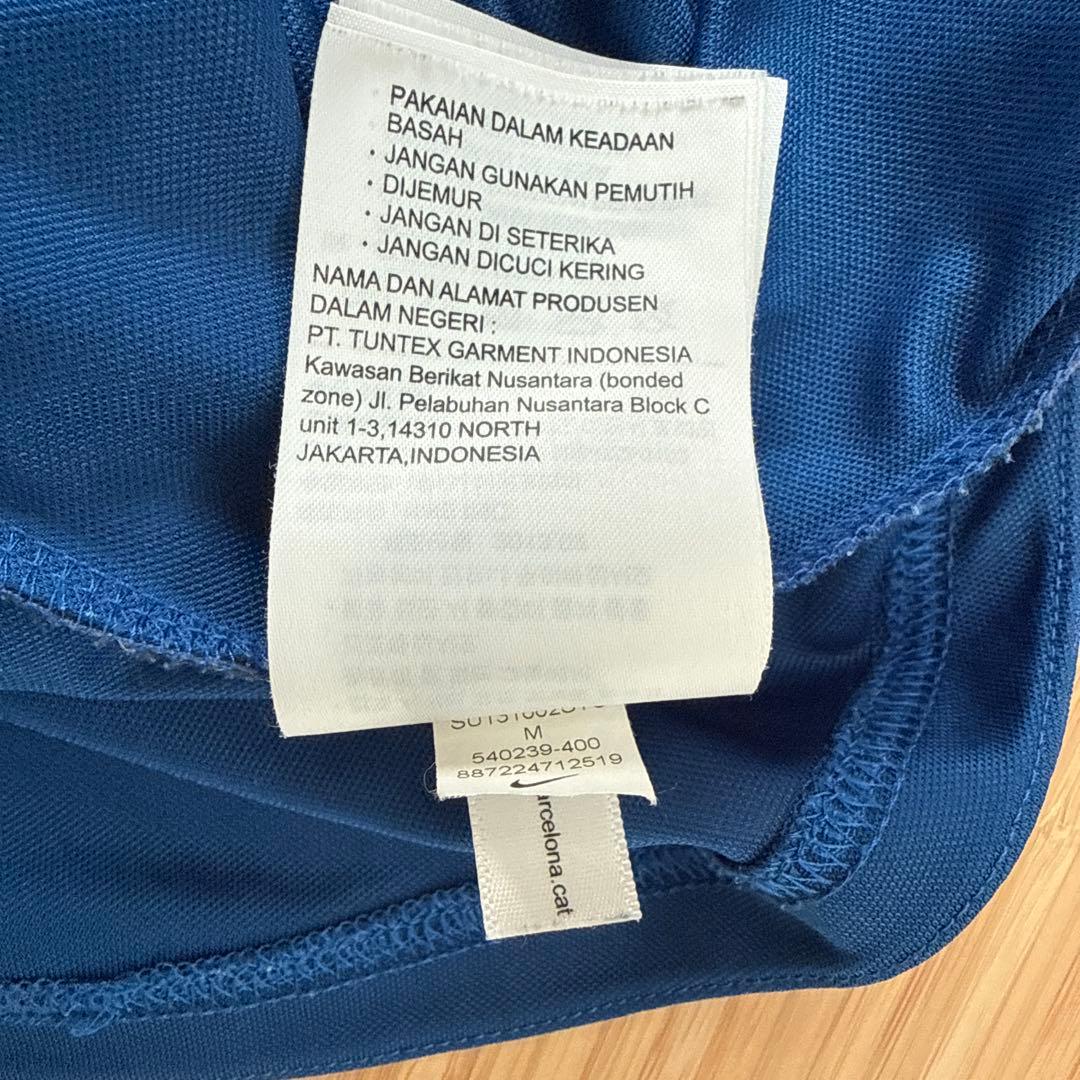 PAKAIAN DALAM KEADAAN
BASAH
· JANGAN GUNAKAN PEMUTIH
· DIJEMUR
· JANGAN DI SETERIKA
· JANGAN DICUCI KERING
NAMA DAN ALAMAT PRODUSEN
DALAM NEGERI :
PT. TUNTEX GARMENT INDONESIA
Kawasan Berikat Nusantara (bonded
zone) Jl. Pelabuhan Nusantara Block C
unit 1-3,14310 NORTH
JAKARTA,INDONESIA
M
540239-400
887224712519
arcelona.cat